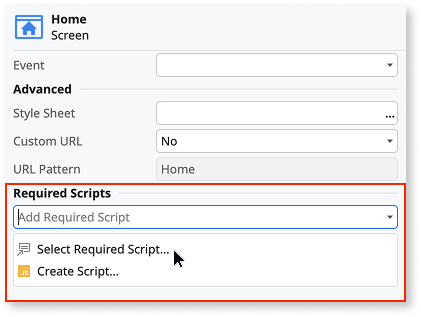 Home
Screen
Event
Advanced
Style Sheet ...
Custom URL No
URL Pattern Home
Required Scripts
Add Required Script
Select Required Script...
JS Create Script...